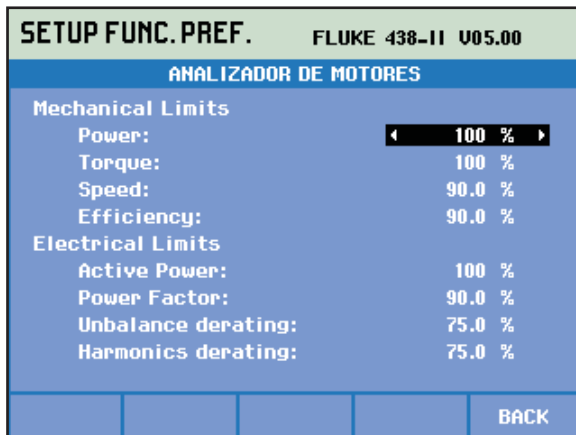 SETUP FUNC. PREF. FLUKE 438-II V05.00
ANALIZADOR DE MOTORES
Mechanical Limits
Power: 100 %
Torque: 100 %
Speed: 90.0 %
Efficiency: 90.0 %
Electrical Limits
Active Power: 100 %
Power Factor: 90.0 %
Unbalance derating: 75.0 %
Harmonics derating: 75.0 %
BACK